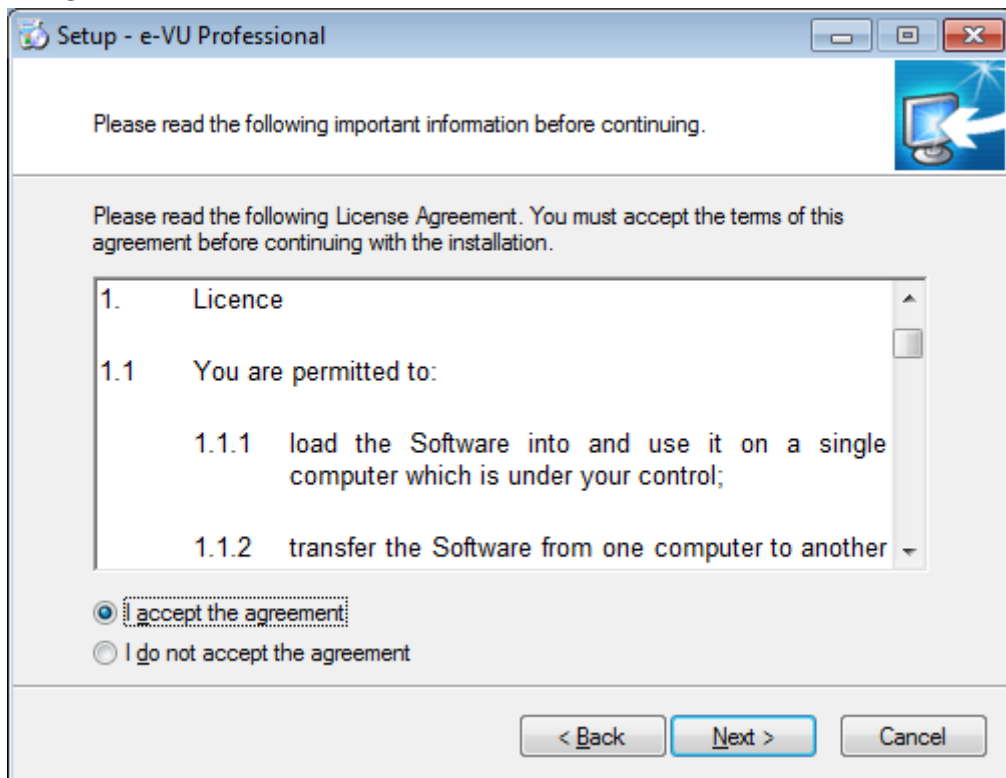 Setup - e-VU Professional
Please read the following important information before continuing.
Please read the following License Agreement. You must accept the terms of this
agreement before continuing with the installation.
1. Licence
1.1 You are permitted to:
1.1.1 load the Software into and use it on a single
computer which is under your control;
1.1.2 transfer the Software from one computer to another
I accept the agreement
I do not accept the agreement
< Back Next > Cancel